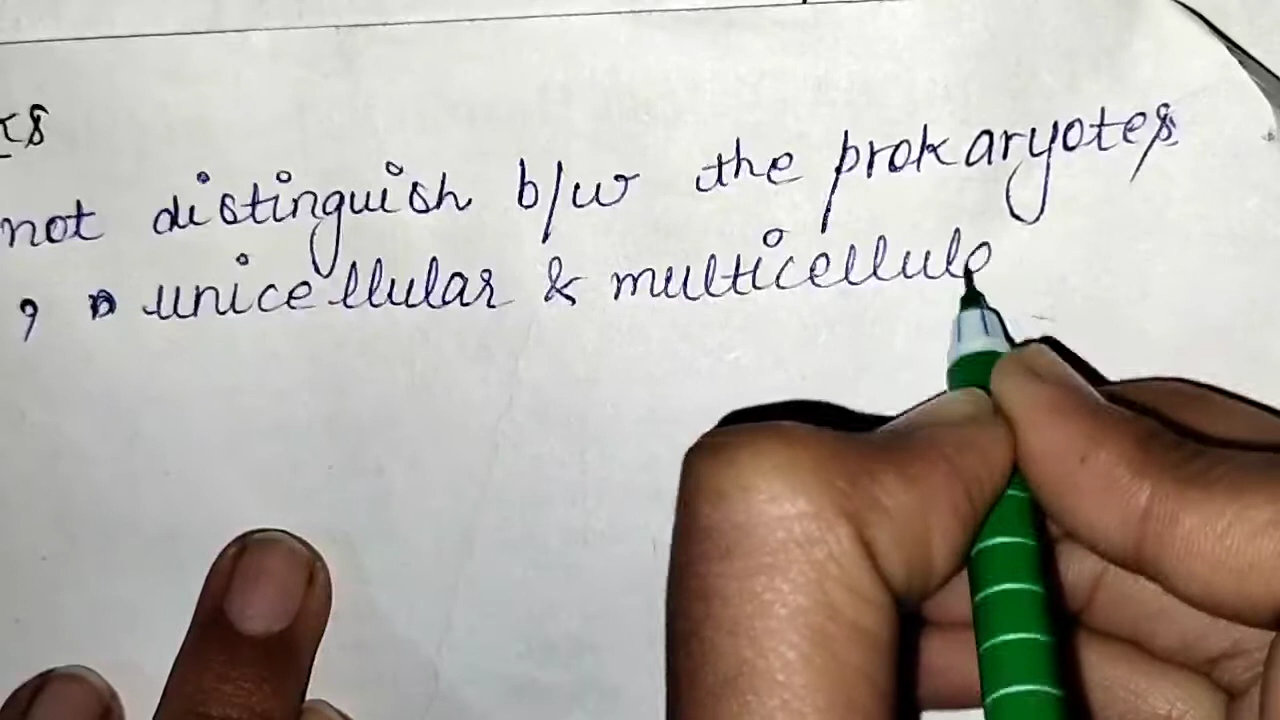 not distinguish b/w the prokaryotes
, unicellular & multicellul